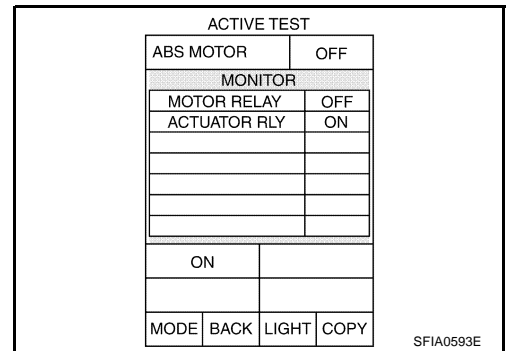 ACTIVE TEST
ABS MOTOR OFF
MONITOR
MOTOR RELAY OFF
ACTUATOR RLY ON
ON
MODE BACK LIGHT COPY
SFIA0593E